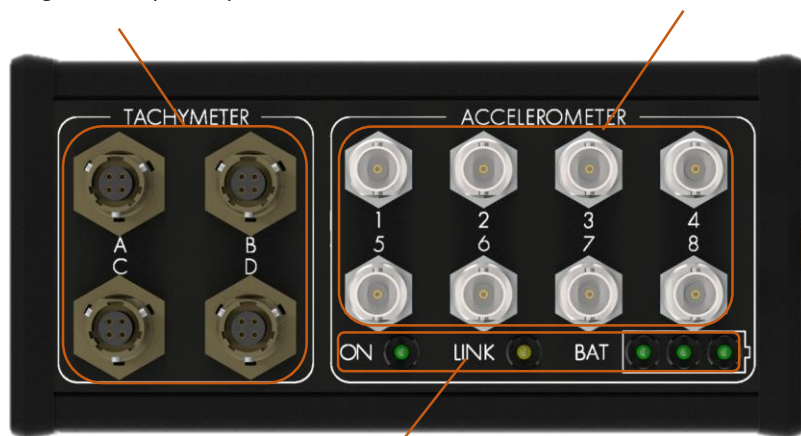 TACHYMETER
ACCELEROMETER
A B
C D
1 2 3 4
5 6 7 8
ON LINK BAT